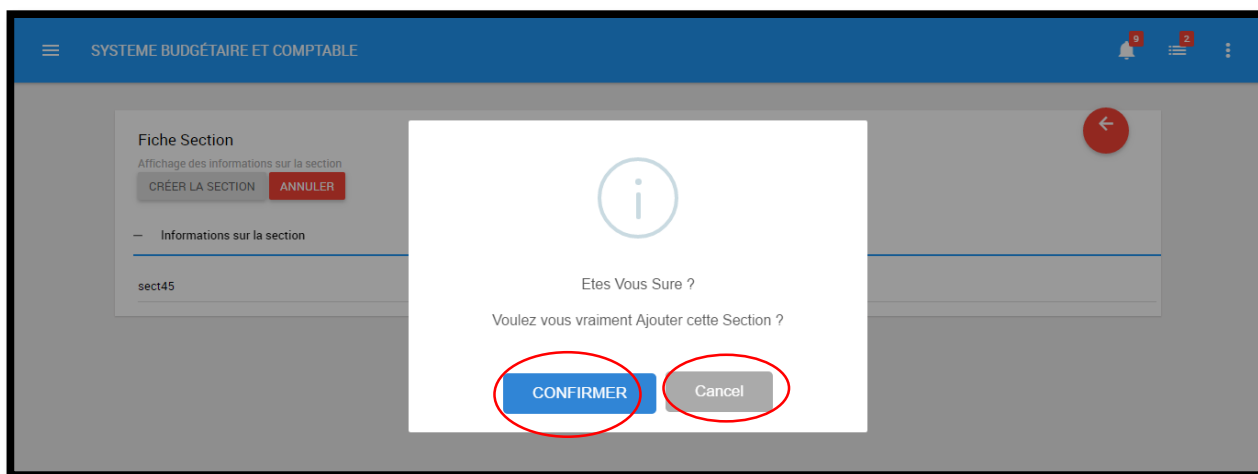 SYSTEME BUDGÉTAIRE ET COMPTABLE
9
2
Fiche Section
Affichage des informations sur la section
CRÉER LA SECTION ANNULER
Informations sur la section
sect45
Etes Vous Sure ?
Voulez vous vraiment Ajouter cette Section ?
CONFIRMER Cancel